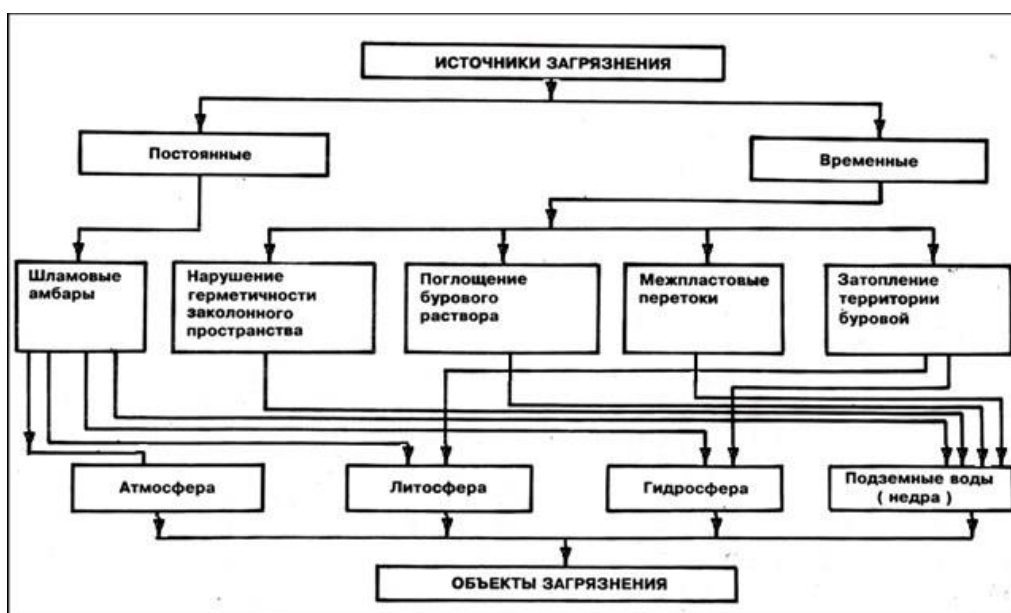 ИСТОЧНИКИ ЗАГРЯЗНЕНИЯ
Постоянные
Временные
Шламовые
амбары
Нарушение
герметичности
заколонного
пространства
Поглощение
бурового
раствора
Межпластовые
перетоки
Затопление
территории
буровой
Атмосфера
Литосфера
Гидросфера
Подземные воды
( недра )
ОБЪЕКТЫ ЗАГРЯЗНЕНИЯ